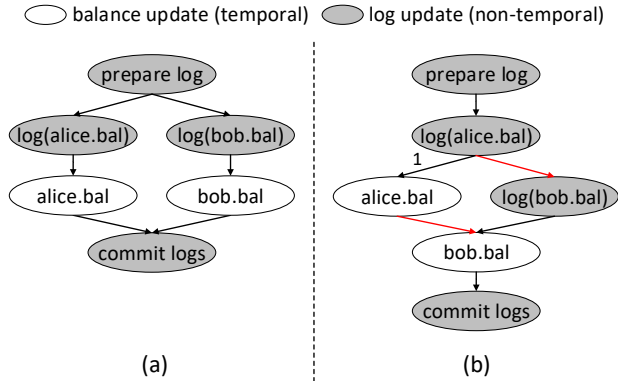 balance update (temporal) log update (non-temporal)
prepare log
log(alice.bal) log(bob.bal)
alice.bal bob.bal
commit logs
(a)
prepare log
log(alice.bal)
1
alice.bal log(bob.bal)
bob.bal
commit logs
(b)